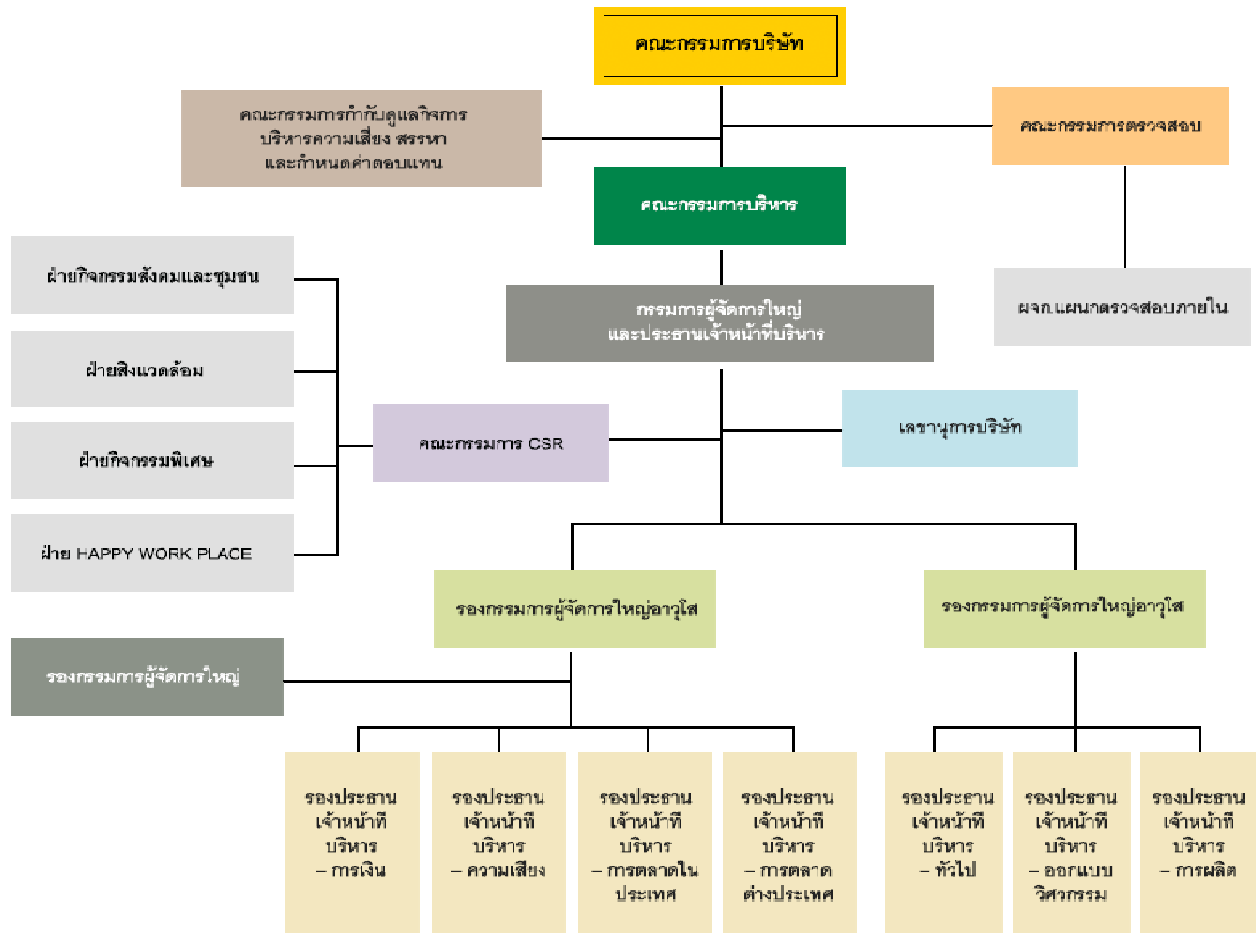 คณะกรรมการบริษัท
คณะกรรมการกำกับดูแลกิจการ
บริหารความเสี่ยง สรรหา
และกำหนดค่าตอบแทน
คณะกรรมการตรวจสอบ
คณะกรรมการบริหาร
ฝ่ายกิจกรรมสังคมและชุมชน
กรรมการผู้จัดการใหญ่
และประธานเจ้าหน้าที่บริหาร
ผจก.แผนกตรวจสอบภายใน
ฝ่ายสิ่งแวดล้อม
คณะกรรมการ CSR
เลขานุการบริษัท
ฝ่ายกิจกรรมพิเศษ
ฝ่าย HAPPY WORK PLACE
รองกรรมการผู้จัดการใหญ่อาวุโส
รองกรรมการผู้จัดการใหญ่อาวุโส
รองกรรมการผู้จัดการใหญ่
รองประธาน
เจ้าหน้าที่
บริหาร
– การเงิน
รองประธาน
เจ้าหน้าที่
บริหาร
– ความเสี่ยง
รองประธาน
เจ้าหน้าที่
บริหาร
– การตลาดใน
ประเทศ
รองประธาน
เจ้าหน้าที่
บริหาร
– การตลาด
ต่างประเทศ
รองประธาน
เจ้าหน้าที่
บริหาร
– ทั่วไป
รองประธาน
เจ้าหน้าที่
บริหาร
– ออกแบบ
วิศวกรรม
รองประธาน
เจ้าหน้าที่
บริหาร
– การผลิต